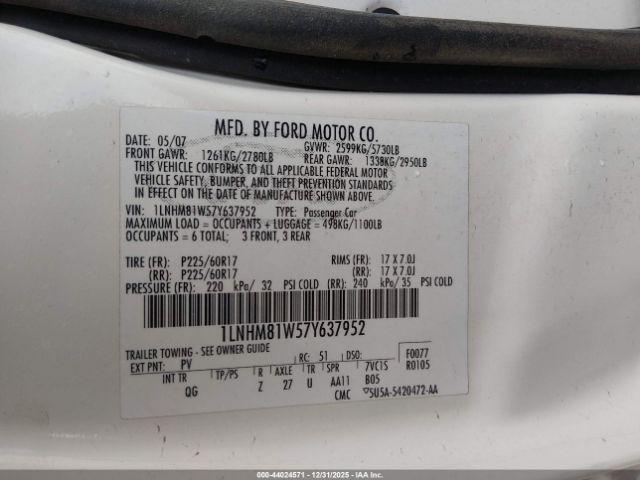 MFD. BY FORD MOTOR CO.
DATE: 05/07 GVWR: 2599KG/5730LB
FRONT GAWR: 1261KG/2780LB REAR GAWR: 1338KG/2950LB
THIS VEHICLE CONFORMS TO ALL APPLICABLE FEDERAL MOTOR
VEHICLE SAFETY, BUMPER, AND THEFT PREVENTION STANDARDS
IN EFFECT ON THE DATE OF MANUFACTURE SHOWN ABOVE.
VIN: 1LNHM81W57Y637952 TYPE: Passenger Car
MAXIMUM LOAD = OCCUPANTS + LUGGAGE = 498KG/1100LB
OCCUPANTS = 6 TOTAL; 3 FRONT, 3 REAR
TIRE (FR): P225/60R17 RIMS (FR): 17 X 7.0J
(RR): P225/60R17 (RR): 17 X 7.0J
PRESSURE (FR): 220 kPa/ 32 PSI COLD (RR): 240 kPa/ 35 PSI COLD
1LNHM81W57Y637952
TRAILER TOWING - SEE OWNER GUIDE
F0077
R0105
EXT PNT: PV RC: 51 DSO:
INT TR TP/PS R AXLE TR SPR 7VC15
QG Z 27 U AA11 B05
CMC ▽5U5A-5420472-AA
000-44024571 - 12/31/2025 - IAAI